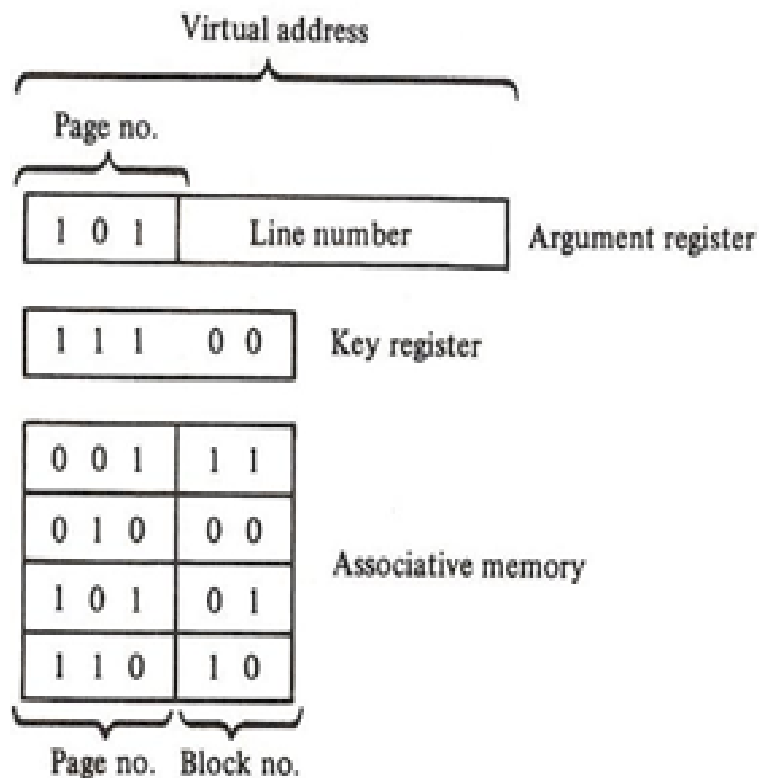 Virtual address
Page no.
1 0 1 Line number Argument register
1 1 1 0 0 Key register
0 0 1 1 1
0 1 0 0 0
Associative memory
1 0 1 0 1
1 1 0 1 0
Page no. Block no.